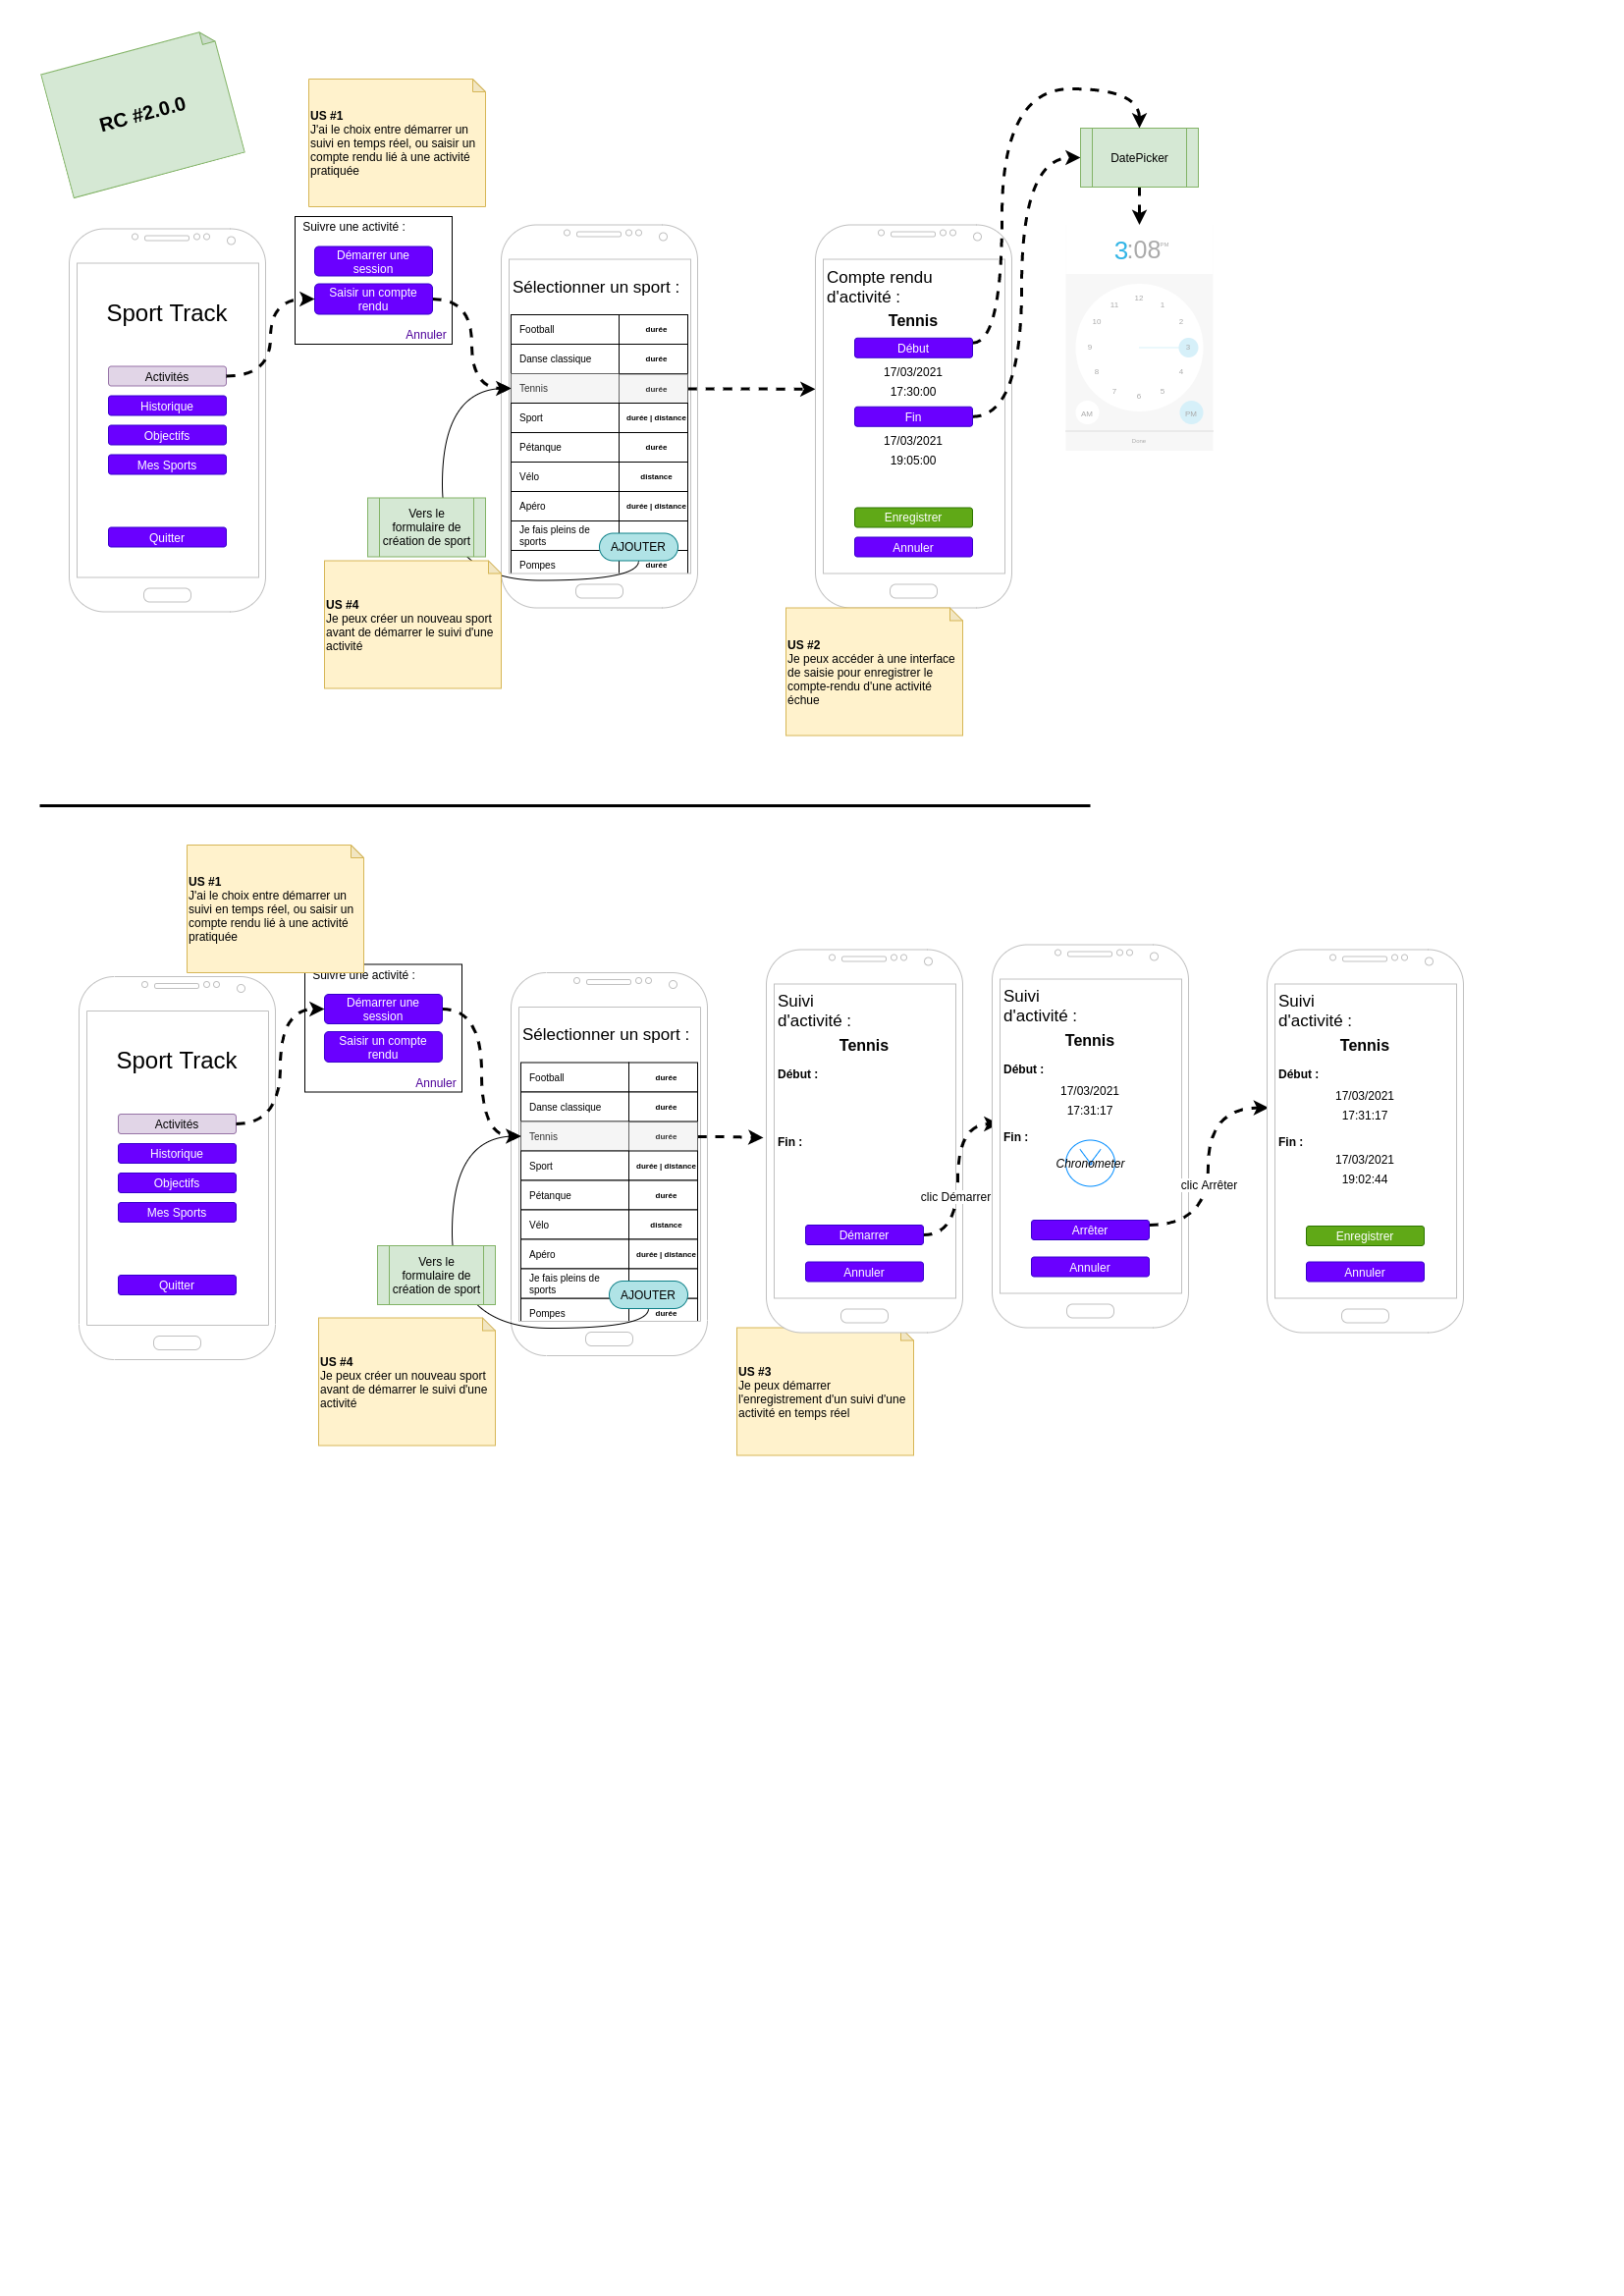 RC #2.0.0
US #1
J'ai le choix entre démarrer un
suivi en temps réel, ou saisir un
compte rendu lié à une activité
pratiquée
Sport Track
Activités
Historique
Objectifs
Mes Sports
Quitter
Suivre une activité :
Démarrer une
session
Saisir un compte
rendu
Annuler
Sélectionner un sport :
Football durée
Danse classique durée
Tennis durée
Sport durée | distance
Pétanque durée
Vélo distance
Apéro durée | distance
Je fais pleins de
sports
AJOUTER
Pompes durée
Vers le
formulaire de
création de sport
US #4
Je peux créer un nouveau sport
avant de démarrer le suivi d'une
activité
Compte rendu
d'activité :
Tennis
Début
17/03/2021
17:30:00
Fin
17/03/2021
19:05:00
Enregistrer
Annuler
US #2
Je peux accéder à une interface
de saisie pour enregistrer le
compte-rendu d'une activité
échue
DatePicker
3:08 PM
12
1
2
3
4
5
6
7
8
9
10
11
AM
PM
Done
US #1
J'ai le choix entre démarrer un
suivi en temps réel, ou saisir un
compte rendu lié à une activité
pratiquée
Sport Track
Activités
Historique
Objectifs
Mes Sports
Quitter
Suivre une activité :
Démarrer une
session
Saisir un compte
rendu
Annuler
Sélectionner un sport :
Football durée
Danse classique durée
Tennis durée
Sport durée | distance
Pétanque durée
Vélo distance
Apéro durée | distance
Je fais pleins de
sports
AJOUTER
Pompes durée
Vers le
formulaire de
création de sport
US #4
Je peux créer un nouveau sport
avant de démarrer le suivi d'une
activité
Suivi
d'activité :
Tennis
Début :
Fin :
Démarrer
Annuler
clic Démarrer
US #3
Je peux démarrer
l'enregistrement d'un suivi d'une
activité en temps réel
Suivi
d'activité :
Tennis
Début :
17/03/2021
17:31:17
Fin :
Chronometer
Arrêter
Annuler
clic Arrêter
Suivi
d'activité :
Tennis
Début :
17/03/2021
17:31:17
Fin :
17/03/2021
19:02:44
Enregistrer
Annuler